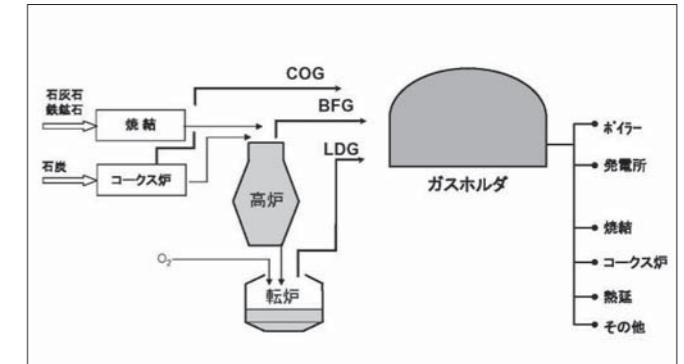 COG
BFG
LDG
石灰石
鉄鉱石
焼結
石炭
コークス炉
高炉
O₂
転炉
ガスホルダ
ボイラー
発電所
焼結
コークス炉
熱延
その他